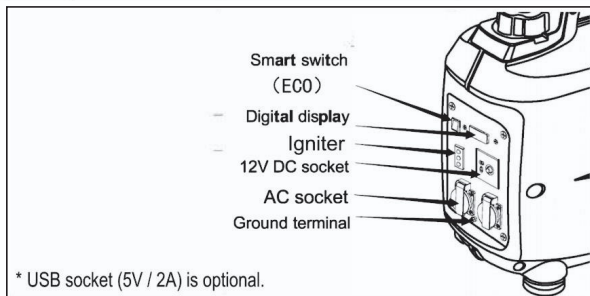 Smart switch
(ECO)
Digital display
Igniter
12V DC socket
AC socket
Ground terminal
* USB socket (5V / 2A) is optional.